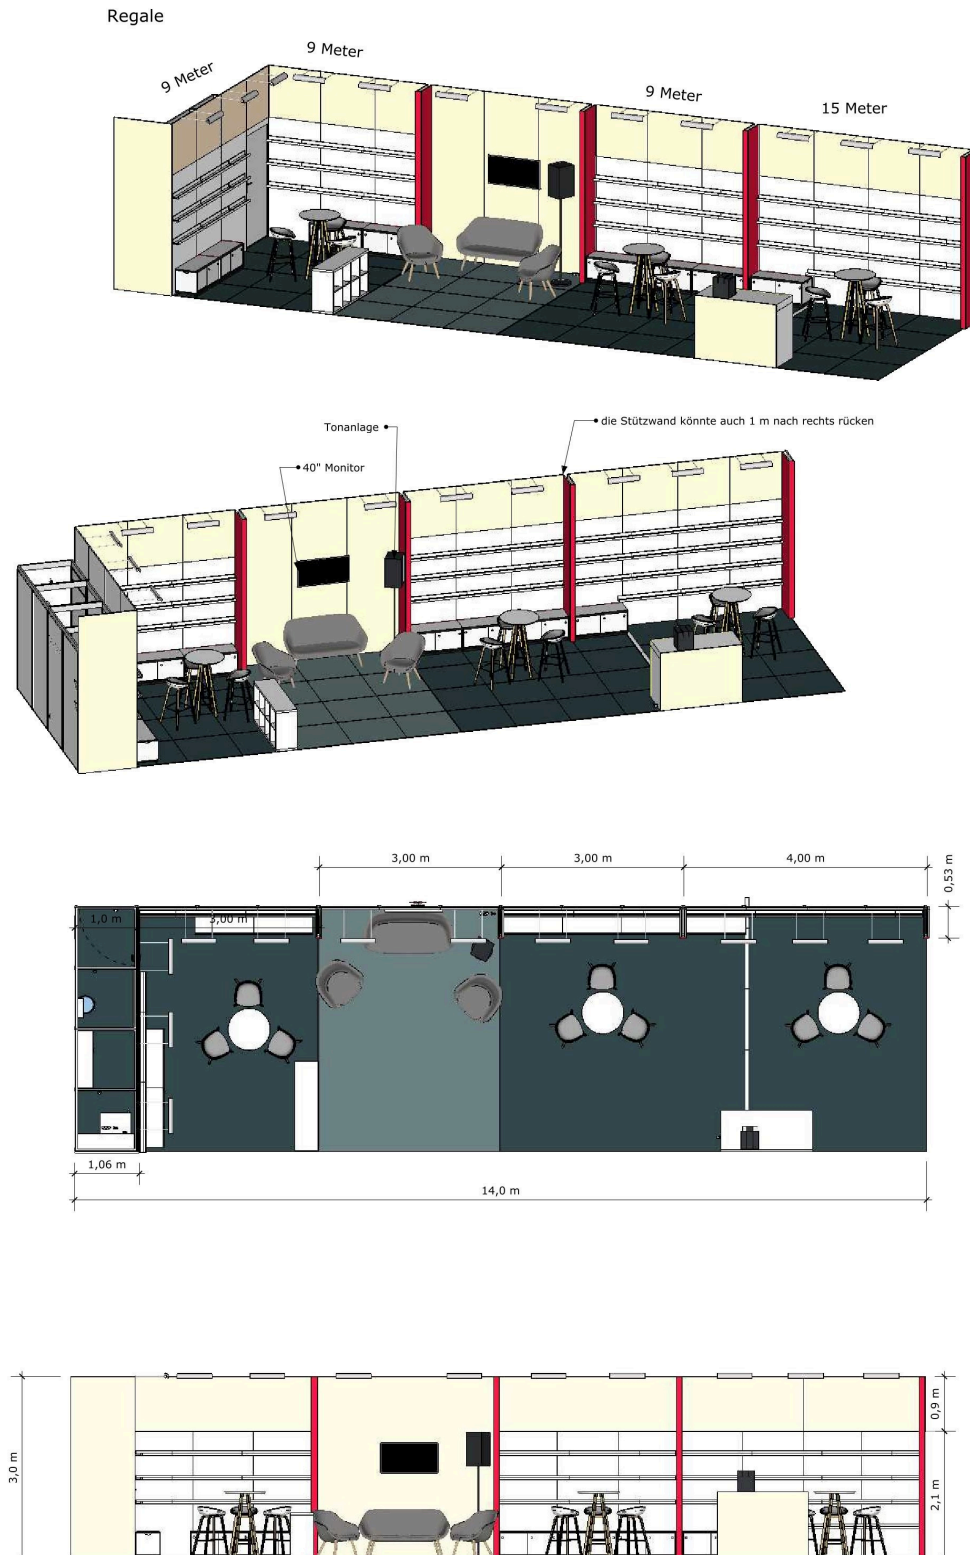 Regale
9 Meter
9 Meter
9 Meter
15 Meter
die Stützwand könnte auch 1 m nach rechts rücken
Tonanlage
40" Monitor
3,00 m
3,00 m
4,00 m
0,53 m
1,0 m
3,00 m
1,06 m
14,0 m
0,9 m
3,0 m
2,1 m